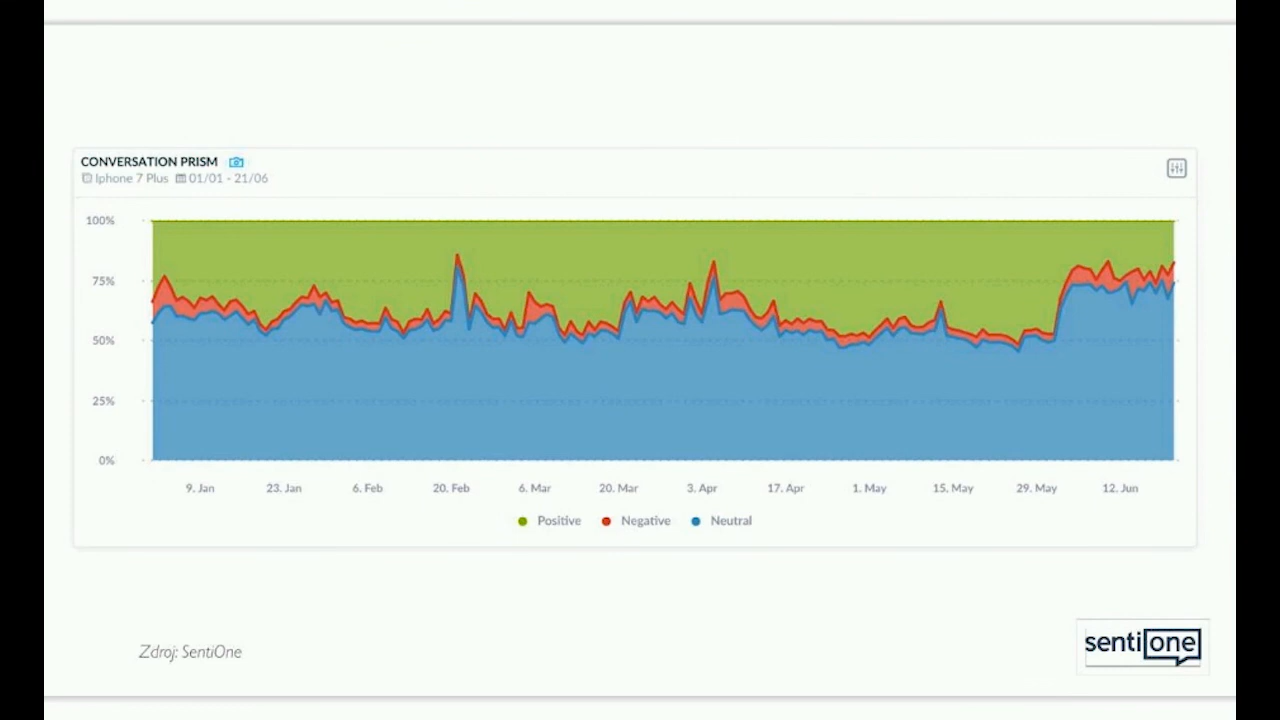 CONVERSATION PRISM
Iphone 7 Plus 01/01 - 21/06
100%
75%
50%
25%
0%
9. Jan 23. Jan 6. Feb 20. Feb 6. Mar 20. Mar 3. Apr 17. Apr 1. May 15. May 29. May 12. Jun
Positive Negative Neutral
Zdroj: SentiOne
sentione